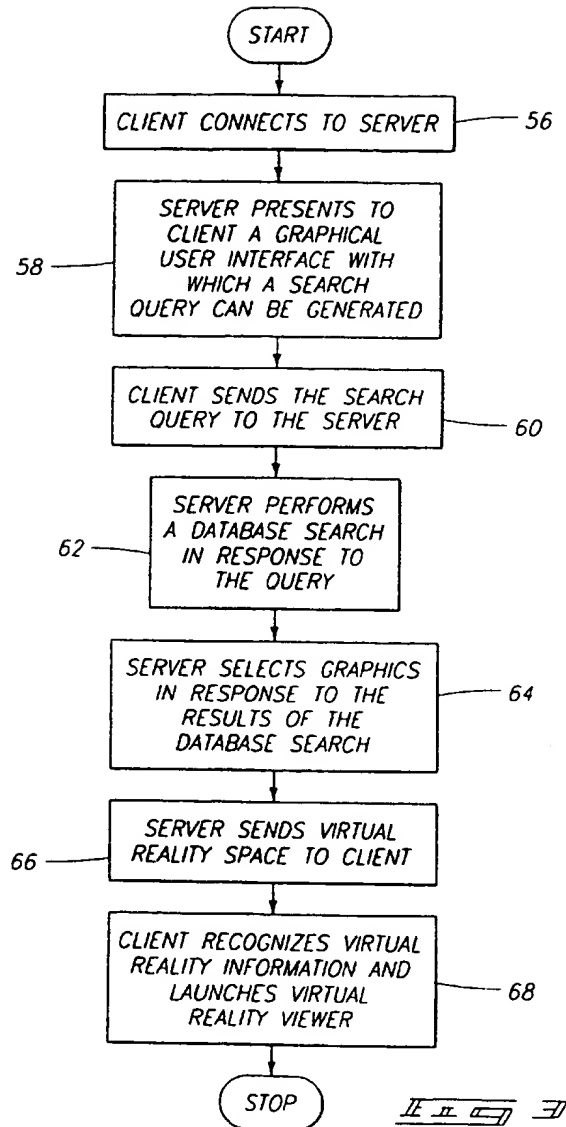 START
CLIENT CONNECTS TO SERVER
56
SERVER PRESENTS TO
CLIENT A GRAPHICAL
USER INTERFACE WITH
WHICH A SEARCH
QUERY CAN BE GENERATED
58
CLIENT SENDS THE SEARCH
QUERY TO THE SERVER
60
SERVER PERFORMS
A DATABASE SEARCH
IN RESPONSE TO
THE QUERY
62
SERVER SELECTS GRAPHICS
IN RESPONSE TO THE
RESULTS OF THE
DATABASE SEARCH
64
SERVER SENDS VIRTUAL
REALITY SPACE TO CLIENT
66
CLIENT RECOGNIZES VIRTUAL
REALITY INFORMATION AND
LAUNCHES VIRTUAL
REALITY VIEWER
68
STOP
FIG 3